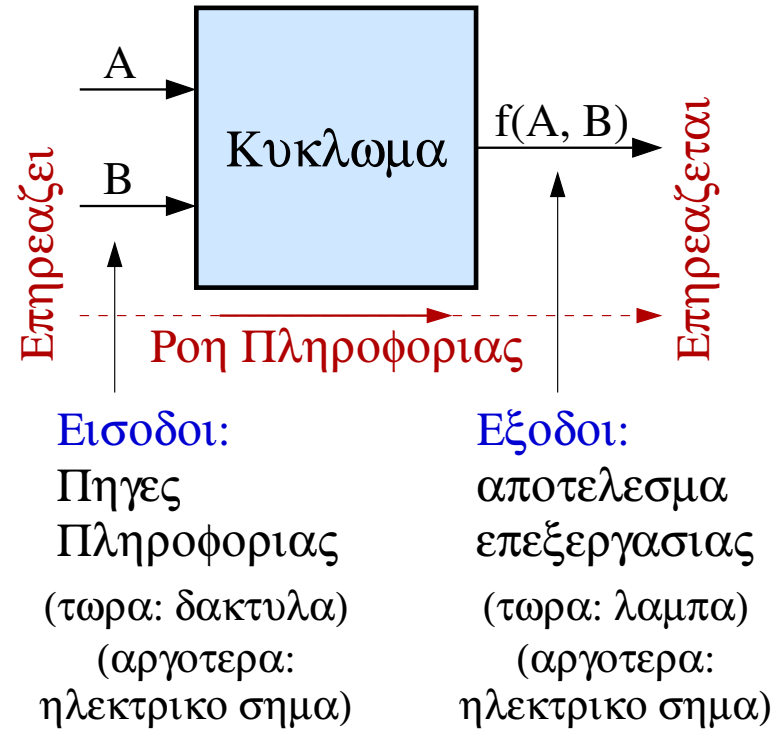 A
B
Κυκλωμα
f(A, B)
Επηρεαζει
Επηρεαζεται
Ροη Πληροφοριας
Εισοδοι:
Πηγες
Πληροφοριας
(τωρα: δακτυλα)
(αργοτερα:
ηλεκτρικο σημα)
Εξοδοι:
αποτελεσμα
επεξεργασιας
(τωρα: λαμπα)
(αργοτερα:
ηλεκτρικο σημα)